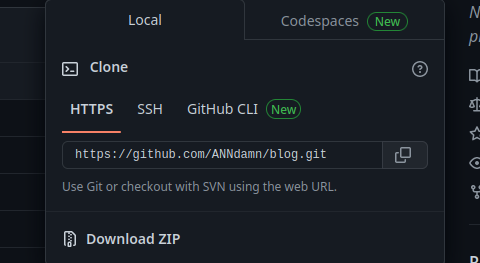 Local
Codespaces New
Clone
HTTPS SSH GitHub CLI New
https://github.com/ANNdamn/blog.git
Use Git or checkout with SVN using the web URL.
Download ZIP